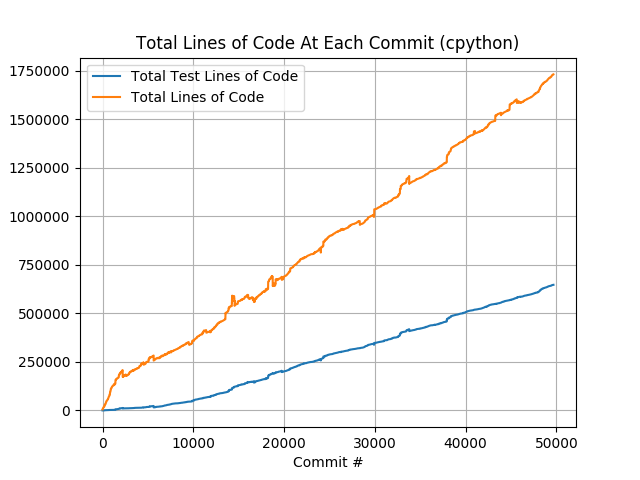 Total Lines of Code At Each Commit (cpython)
Total Test Lines of Code
Total Lines of Code
1750000
1500000
1250000
1000000
750000
500000
250000
0
0 10000 20000 30000 40000 50000
Commit #